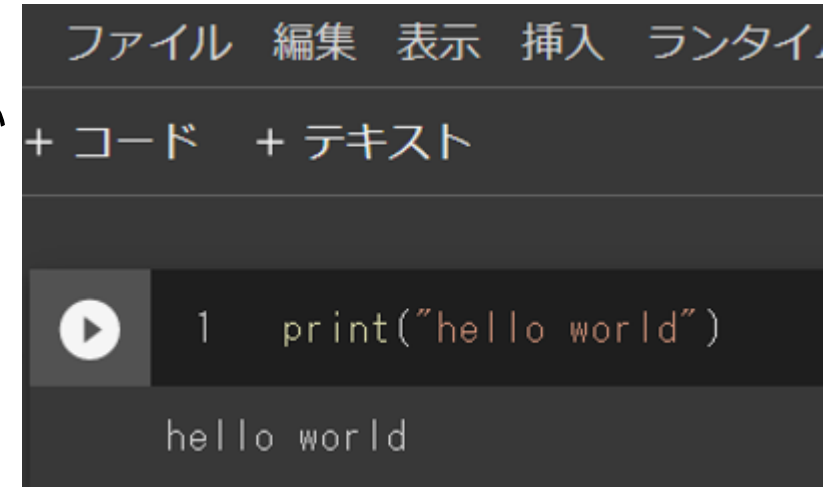 ファイル 編集 表示 挿入 ランタイ
+ コード + テキスト
1 print("hello world")
hello world